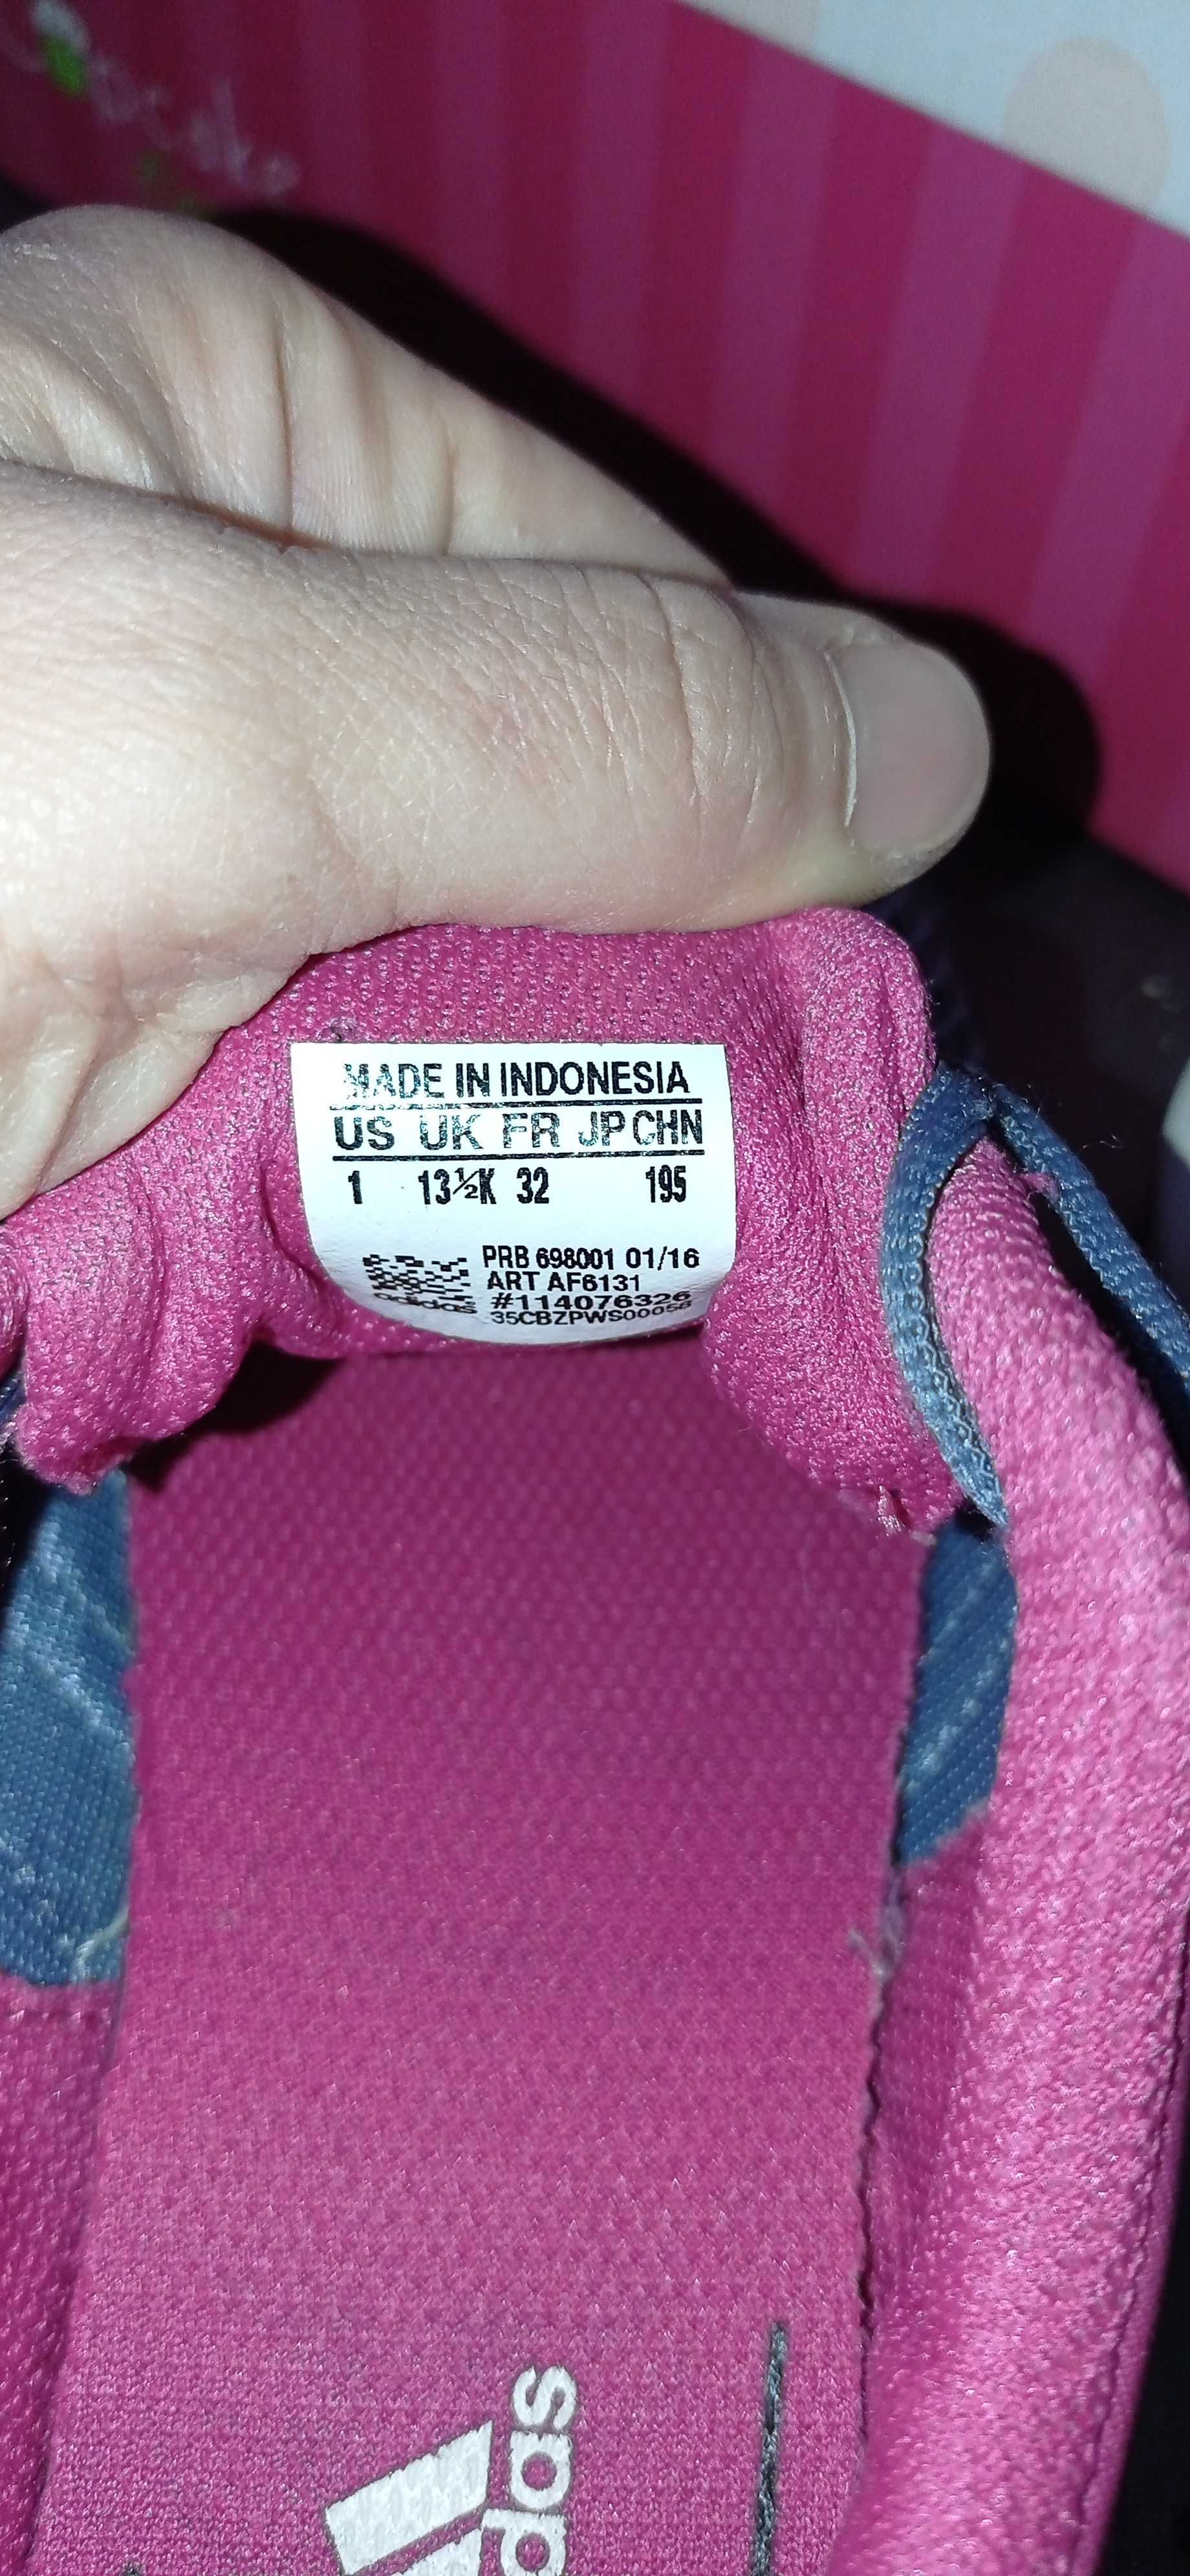 MADE IN INDONESIA
US UK FR JP CHN
1 13½K 32 195
PRB 698001 01/16
ART AF6131
#114076326
adidas 35CBZPWS00058
adidas